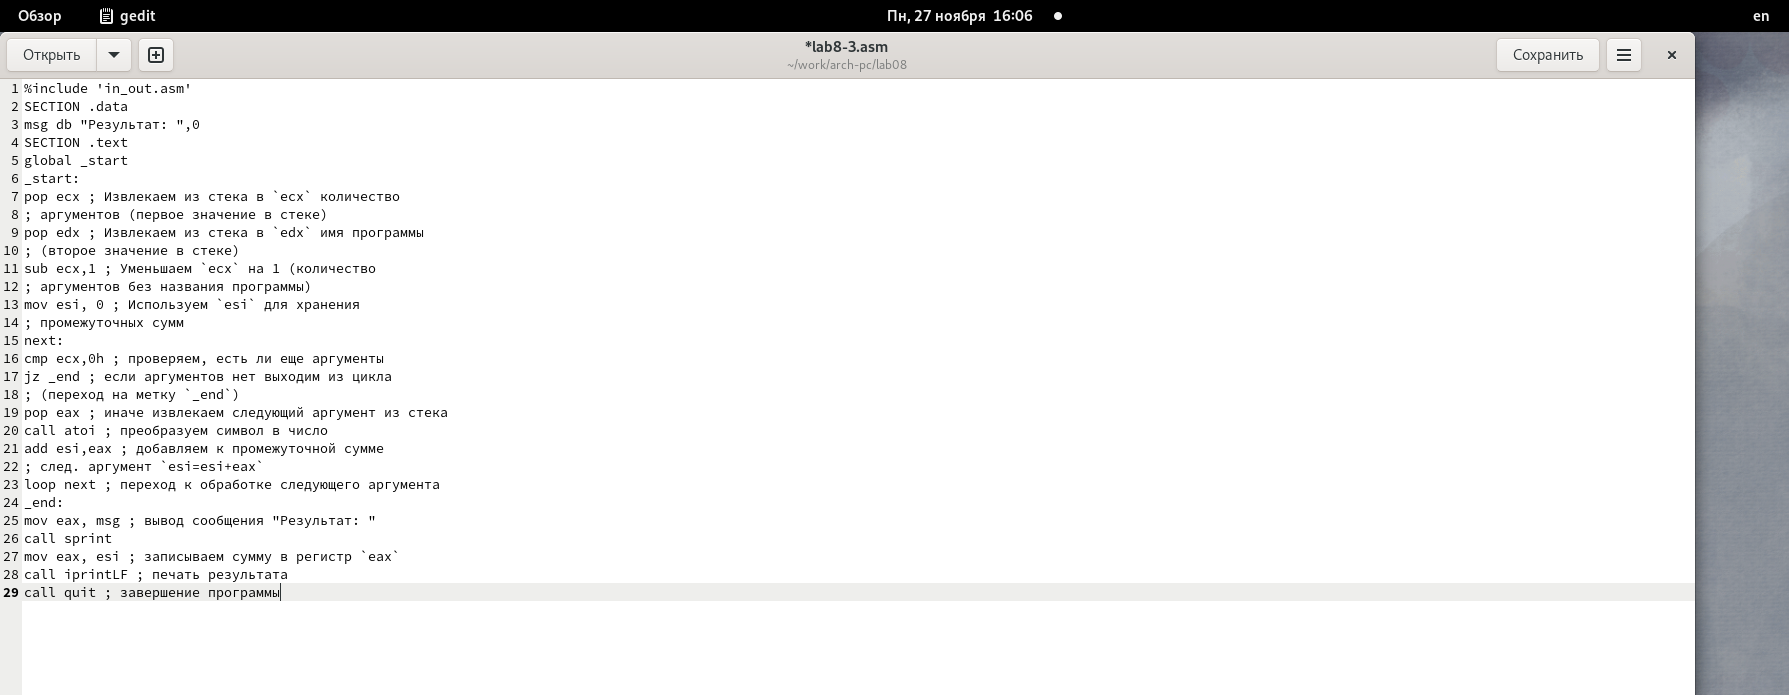 Обзор gedit Пн, 27 ноября 16:06 en
Открыть *lab8-3.asm Сохранить
~/work/arch-pc/lab08
1 %include 'in_out.asm'
2 SECTION .data
3 msg db "Результат: ",0
4 SECTION .text
5 global _start
6 _start:
7 pop ecx ; Извлекаем из стека в `ecx` количество
8 ; аргументов (первое значение в стеке)
9 pop edx ; Извлекаем из стека в `edx` имя программы
10 ; (второе значение в стеке)
11 sub ecx,1 ; Уменьшаем `ecx` на 1 (количество
12 ; аргументов без названия программы)
13 mov esi, 0 ; Используем `esi` для хранения
14 ; промежуточных сумм
15 next:
16 cmp ecx,0h ; проверяем, есть ли еще аргументы
17 jz _end ; если аргументов нет выходим из цикла
18 ; (переход на метку `_end`)
19 pop eax ; иначе извлекаем следующий аргумент из стека
20 call atoi ; преобразуем символ в число
21 add esi,eax ; добавляем к промежуточной сумме
22 ; след. аргумент `esi=esi+eax`
23 loop next ; переход к обработке следующего аргумента
24 _end:
25 mov eax, msg ; вывод сообщения "Результат: "
26 call sprint
27 mov eax, esi ; записываем сумму в регистр `eax`
28 call iprintLF ; печать результата
29 call quit ; завершение программы